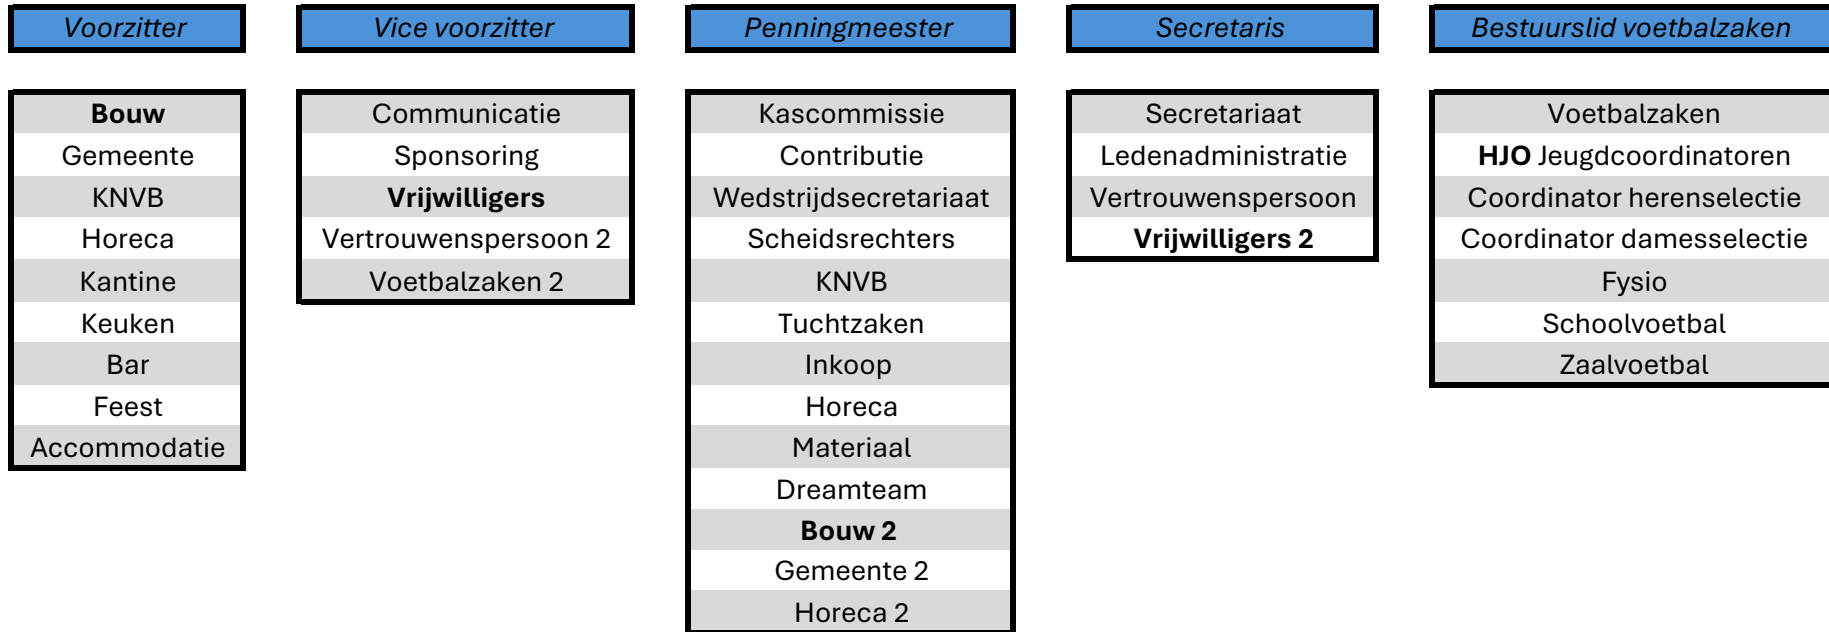 Voorzitter
Vice voorzitter
Penningmeester
Secretaris
Bestuurslid voetbalzaken
Bouw
Gemeente
KNVB
Horeca
Kantine
Keuken
Bar
Feest
Accommodatie
Communicatie
Sponsoring
Vrijwilligers
Vertrouwenspersoon 2
Voetbalzaken 2
Kascommissie
Contributie
Wedstrijdsecretariaat
Scheidsrechters
KNVB
Tuchtzaken
Inkoop
Horeca
Materiaal
Dreamteam
Bouw 2
Gemeente 2
Horeca 2
Secretariaat
Ledenadministratie
Vertrouwenspersoon
Vrijwilligers 2
Voetbalzaken
HJO Jeugdcoordinatoren
Coordinator herenselectie
Coordinator damesselectie
Fysio
Schoolvoetbal
Zaalvoetbal